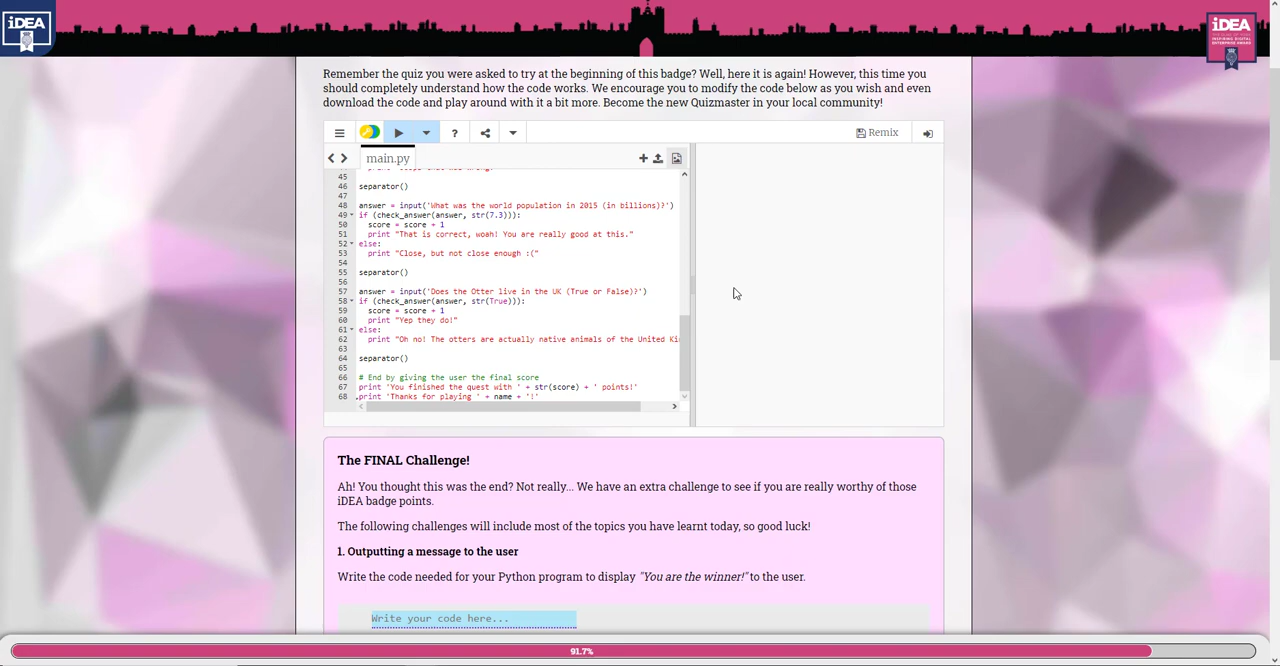 iDEA
iDEA
INSPIRING DIGITAL
ENTERPRISE AWARD
Remember the quiz you were asked to try at the beginning of this badge? Well, here it is again! However, this time you
should completely understand how the code works. We encourage you to modify the code below as you wish and even
download the code and play around with it a bit more. Become the new Quizmaster in your local community!
? Remix
main.py
45
46 separator()
47
48 answer = input('What was the world population in 2015 (in billions)?')
49 if (check_answer(answer, str(7.3))):
50 score = score + 1
51 print "That is correct, woah! You are really good at this."
52 else:
53 print "Close, but not close enough :("
54
55 separator()
56
57 answer = input('Does the Otter live in the UK (True or False)?')
58 if (check_answer(answer, str(True))):
59 score = score + 1
60 print "Yep they do!"
61 else:
62 print "Oh no! The otters are actually native animals of the United Ki
63
64 separator()
65
66 # End by giving the user the final score
67 print 'You finished the quest with ' + str(score) + ' points!'
68 print 'Thanks for playing ' + name + '!'
The FINAL Challenge!
Ah! You thought this was the end? Not really... We have an extra challenge to see if you are really worthy of those
iDEA badge points.
The following challenges will include most of the topics you have learnt today, so good luck!
1. Outputting a message to the user
Write the code needed for your Python program to display "You are the winner!" to the user.
Write your code here...
91.7%